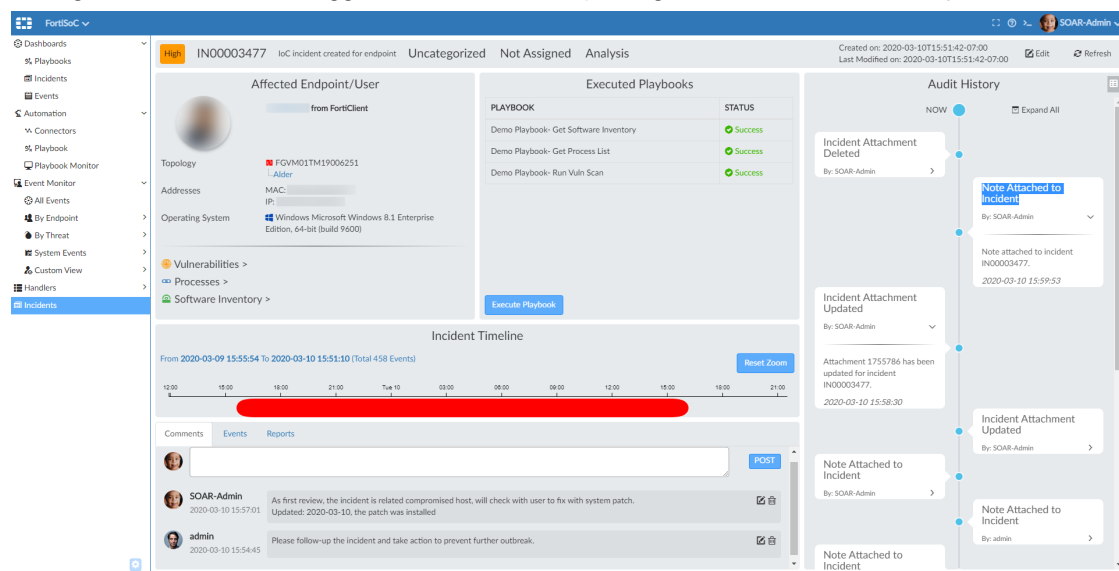 FortiSoC
SOAR-Admin
Dashboards
Playbooks
Incidents
Events
Automation
Connectors
Playbook
Playbook Monitor
Event Monitor
All Events
By Endpoint
By Threat
System Events
Custom View
Handlers
Incidents
High IN00003477 IoC incident created for endpoint Uncategorized Not Assigned Analysis
Created on: 2020-03-10T15:51:42-07:00
Last Modified on: 2020-03-10T15:51:42-07:00
Edit Refresh
Affected Endpoint/User
from FortiClient
Topology FGVM01TM19006251
Alder
Addresses MAC:
IP:
Operating System Windows Microsoft Windows 8.1 Enterprise
Edition, 64-bit (build 9600)
Vulnerabilities >
Processes >
Software Inventory >
Executed Playbooks
PLAYBOOK STATUS
Demo Playbook- Get Software Inventory Success
Demo Playbook- Get Process List Success
Demo Playbook- Run Vuln Scan Success
Execute Playbook
Incident Timeline
From 2020-03-09 15:55:54 To 2020-03-10 15:51:10 (Total 458 Events)
Reset Zoom
12:00 15:00 18:00 21:00 Tue 10 03:00 06:00 09:00 12:00 15:00 18:00 21:00
Comments Events Reports
POST
SOAR-Admin
2020-03-10 15:57:01
As first review, the incident is related compromised host, will check with user to fix with system patch.
Updated: 2020-03-10, the patch was installed
admin
2020-03-10 15:54:45
Please follow-up the incident and take action to prevent further outbreak.
Audit History
NOW Expand All
Incident Attachment
Deleted
By: SOAR-Admin
Note Attached to
Incident
By: SOAR-Admin
Note attached to incident
IN00003477.
2020-03-10 15:59:53
Incident Attachment
Updated
By: SOAR-Admin
Attachment 1755786 has been
updated for incident
IN00003477.
2020-03-10 15:58:30
Incident Attachment
Updated
By: SOAR-Admin
Note Attached to
Incident
By: SOAR-Admin
Note Attached to
Incident
By: admin
Note Attached to
Incident